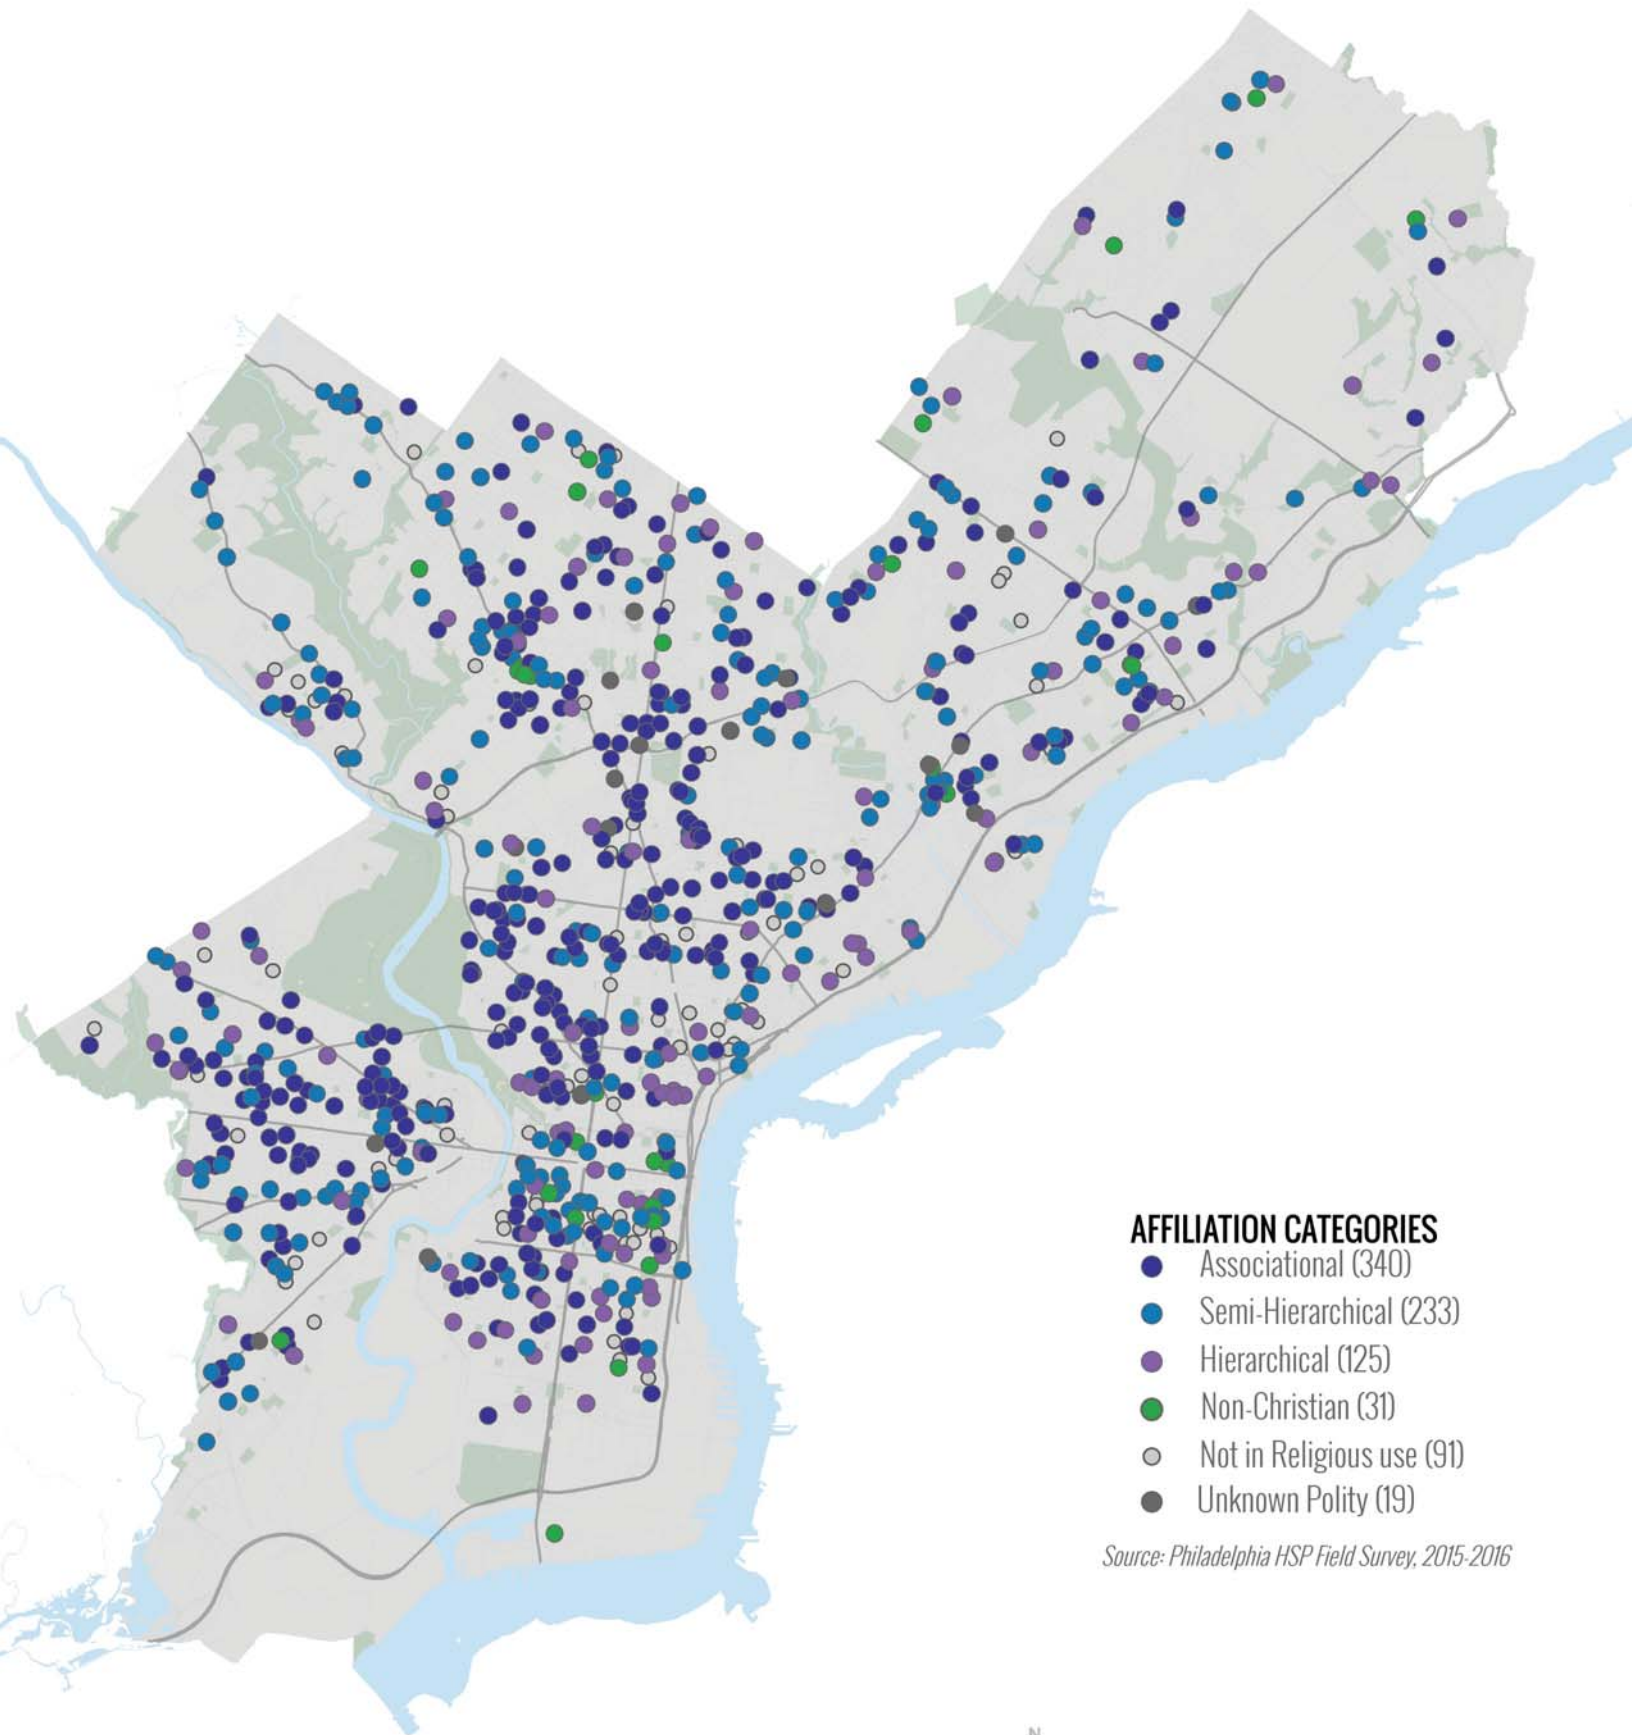 AFFILIATION CATEGORIES
Associational (340)
Semi-Hierarchical (233)
Hierarchical (125)
Non-Christian (31)
Not in Religious use (91)
Unknown Polity (19)
Source: Philadelphia HSP Field Survey, 2015-2016
N